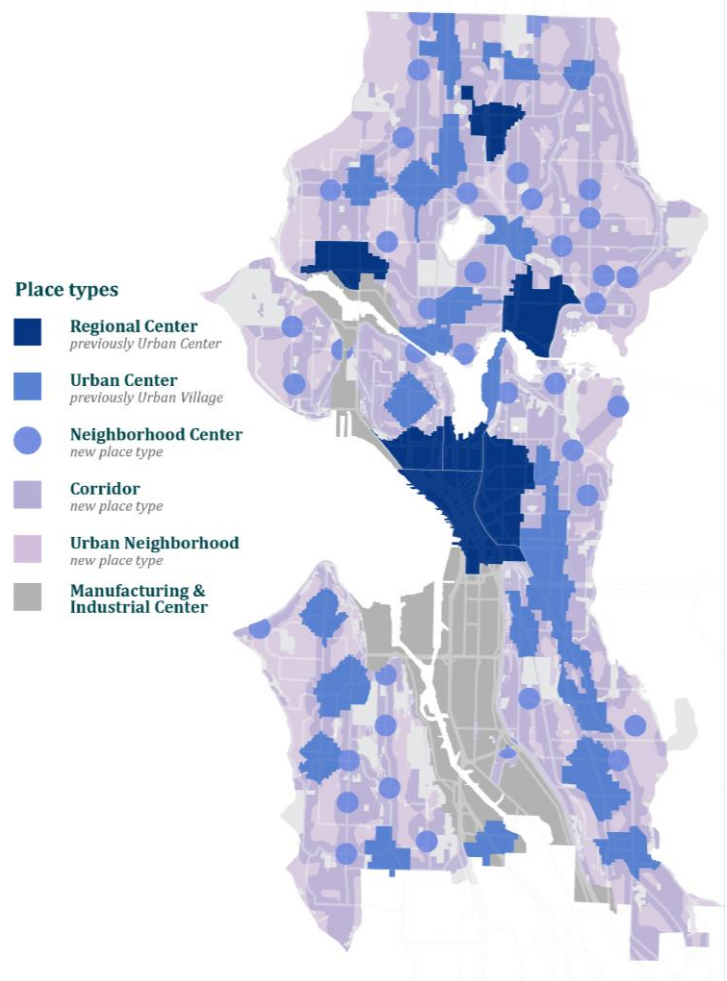 Place types
Regional Center
previously Urban Center
Urban Center
previously Urban Village
Neighborhood Center
new place type
Corridor
new place type
Urban Neighborhood
new place type
Manufacturing &
Industrial Center